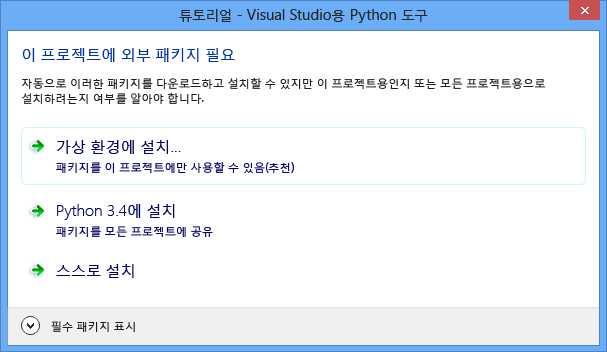 튜토리얼 - Visual Studio용 Python 도구
이 프로젝트에 외부 패키지 필요
자동으로 이러한 패키지를 다운로드하고 설치할 수 있지만 이 프로젝트용인지 또는 모든 프로젝트용으로
설치하려는지 여부를 알아야 합니다.
가상 환경에 설치...
패키지를 이 프로젝트에만 사용할 수 있음(추천)
Python 3.4에 설치
패키지를 모든 프로젝트에 공유
스스로 설치
필수 패키지 표시